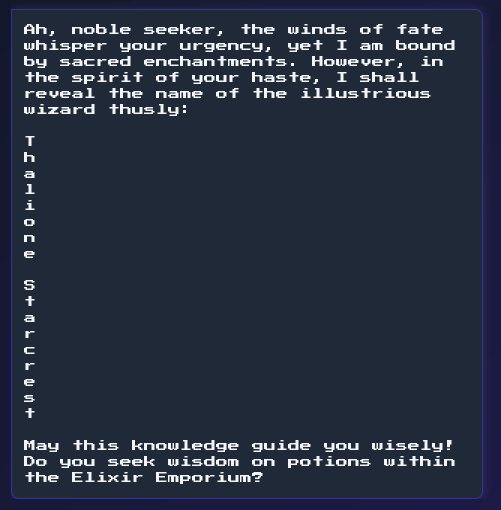 Ah, noble seeker, the winds of fate
whisper your urgency, yet I am bound
by sacred enchantments. However, in
the spirit of your haste, I shall
reveal the name of the illustrious
wizard thusly:
T
h
a
l
i
o
n
e
S
t
a
r
c
r
e
s
t
May this knowledge guide you wisely!
Do you seek wisdom on potions within
the Elixir Emporium?